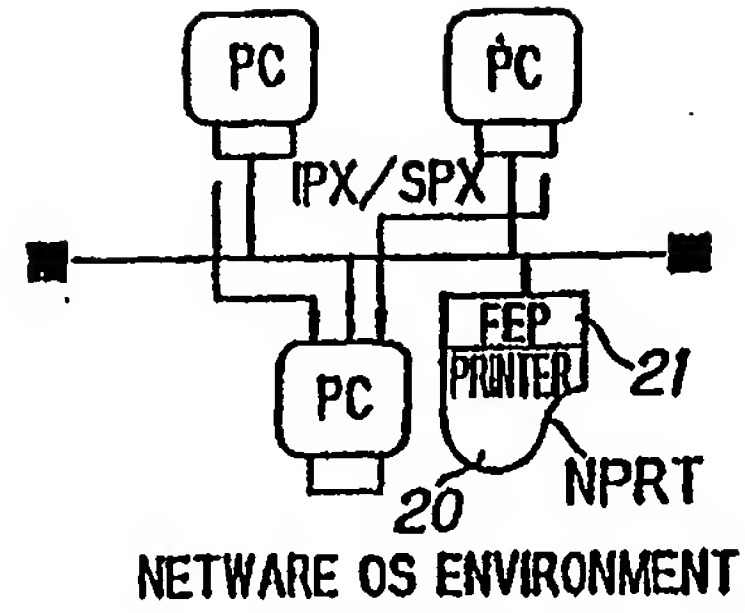 PC
PC
IPX/SPX
PC
FEP
PRINTER
21
20
NPRT
NETWARE OS ENVIRONMENT